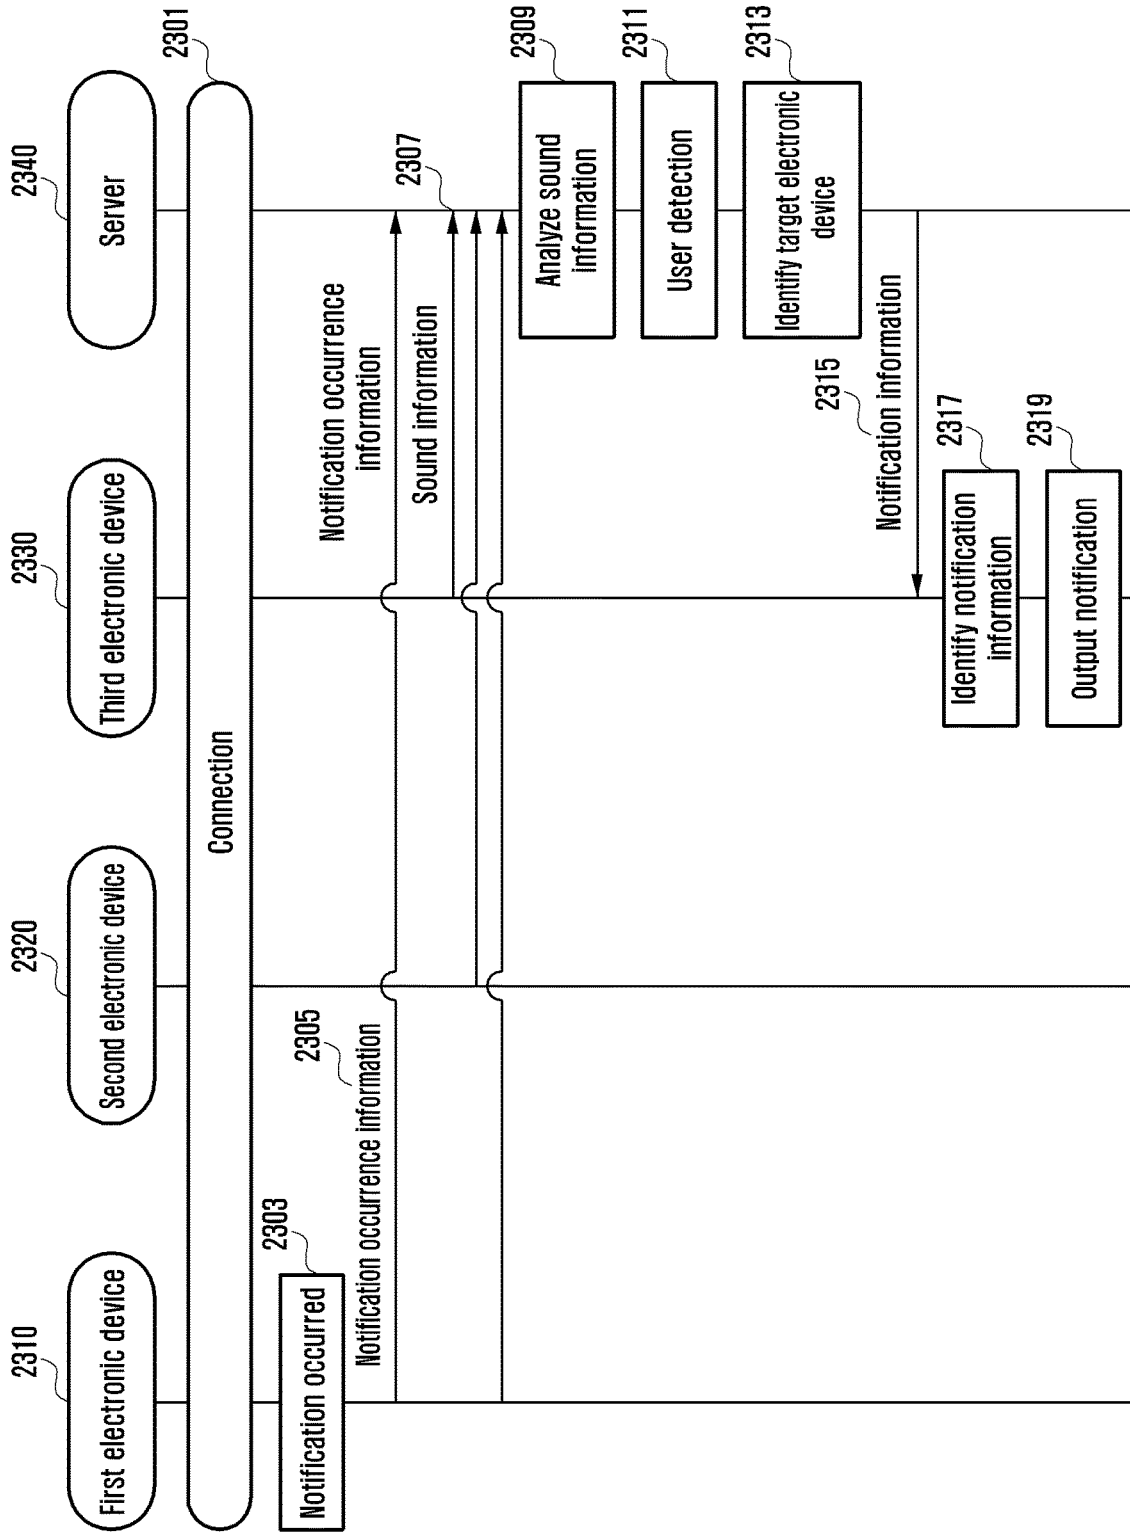 2310
First electronic device
2320
Second electronic device
2330
Third electronic device
2340
Server
2301
Connection
2303
Notification occurred
2305
Notification occurrence information
Notification occurrence
information
2307
Sound information
2309
Analyze sound
information
2311
User detection
2313
Identify target electronic
device
2315
Notification information
2317
Identify notification
information
2319
Output notification